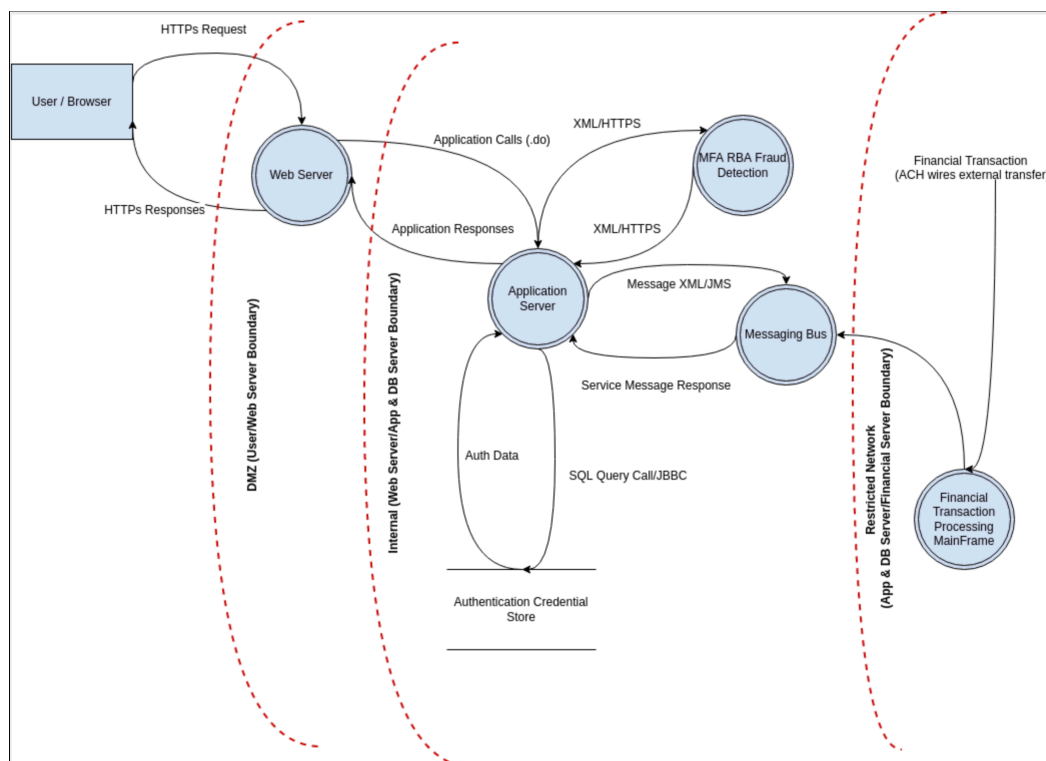 HTTPs Request
User / Browser
HTTPs Responses
Web Server
DMZ (User/Web Server Boundary)
Application Calls (.do)
Application Responses
Internal (Web Server/App & DB Server Boundary)
XML/HTTPS
MFA RBA Fraud
Detection
XML/HTTPS
Application
Server
Message XML/JMS
Messaging Bus
Service Message Response
Auth Data
SQL Query Call/JBBC
Authentication Credential
Store
Financial Transaction
(ACH wires external transfer
Restricted Network
(App & DB Server/Financial Server Boundary)
Financial
Transaction
Processing
MainFrame